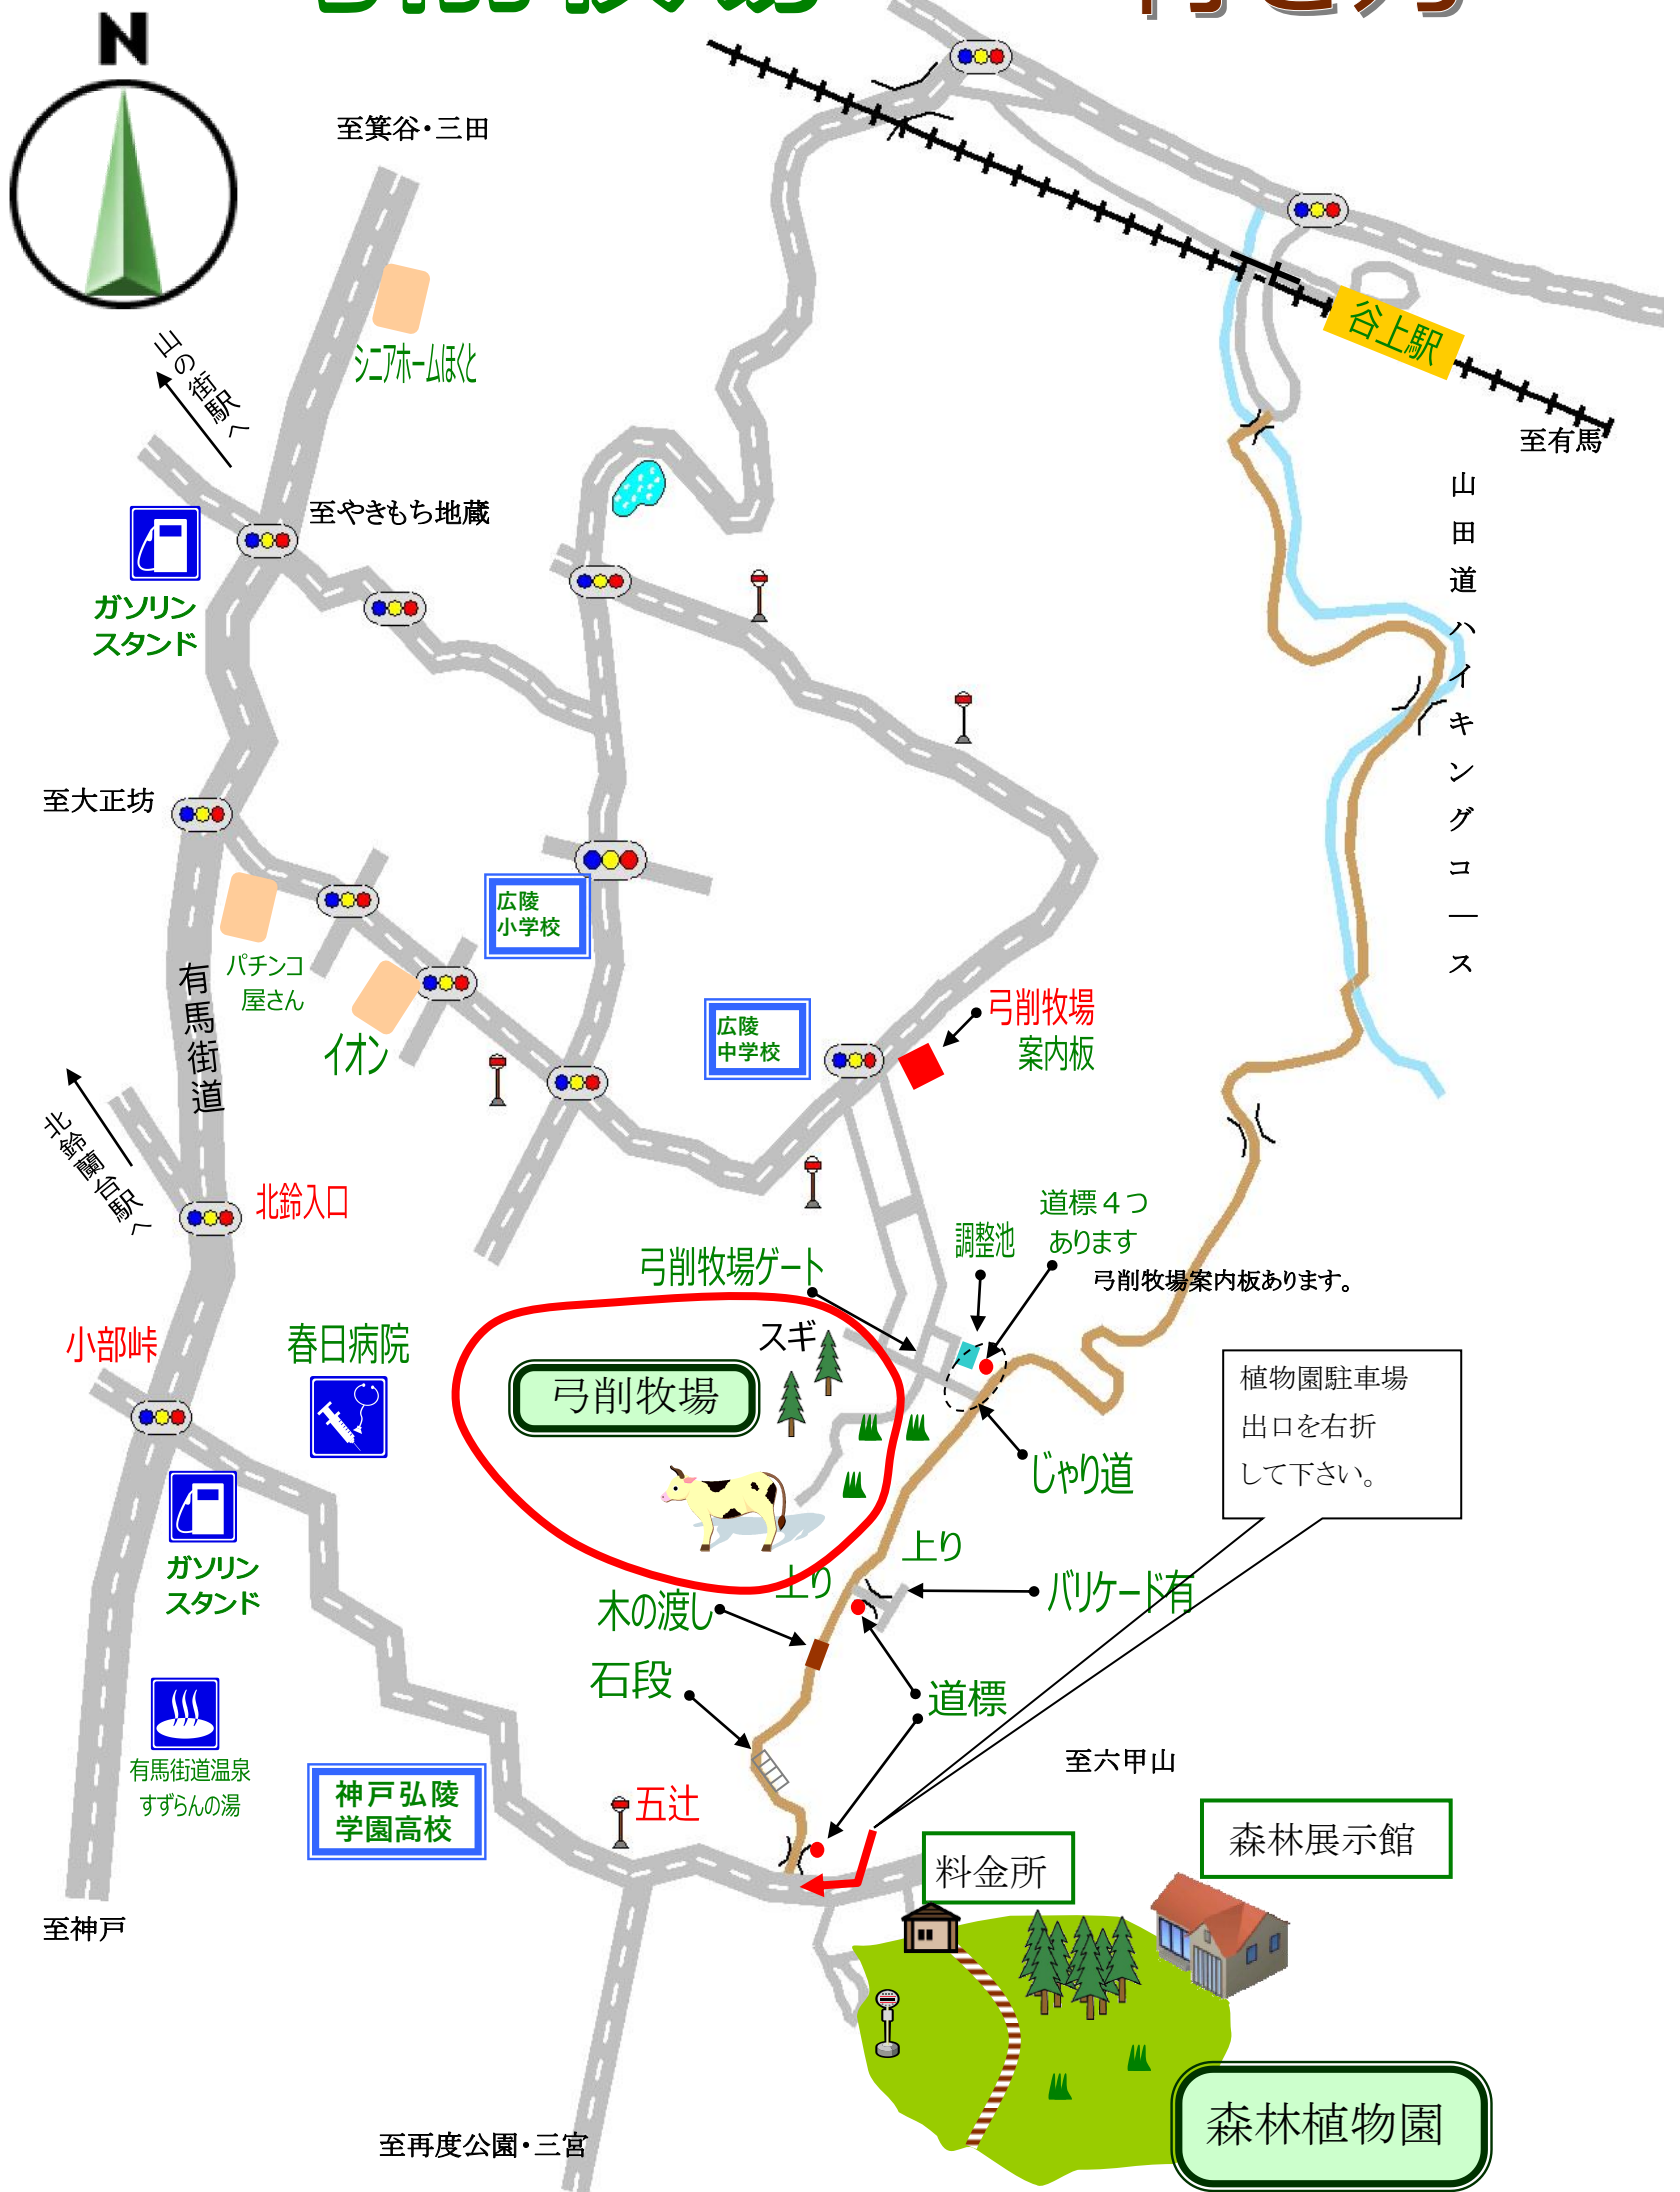 弓削牧場
行き方
N
至箕谷・三田
谷上駅
至有馬
山の街駅へ
シニアホームほくと
至やきもち地蔵
ガソリン
スタンド
山田道ハイキングコース
至大正坊
広陵
小学校
パチンコ
屋さん
有馬街道
イオン
広陵
中学校
弓削牧場
案内板
北鈴蘭台駅へ
北鈴入口
道標4つ
あります
調整池
弓削牧場ゲート
弓削牧場案内板あります。
小部峠
春日病院
スギ
弓削牧場
植物園駐車場
出口を右折
して下さい。
じゃり道
上り
ガソリン
スタンド
上り
木の渡し
バリケード有
石段
道標
有馬街道温泉
すずらんの湯
神戸弘陵
学園高校
五辻
至六甲山
森林展示館
料金所
至神戸
森林植物園
至再度公園・三宮